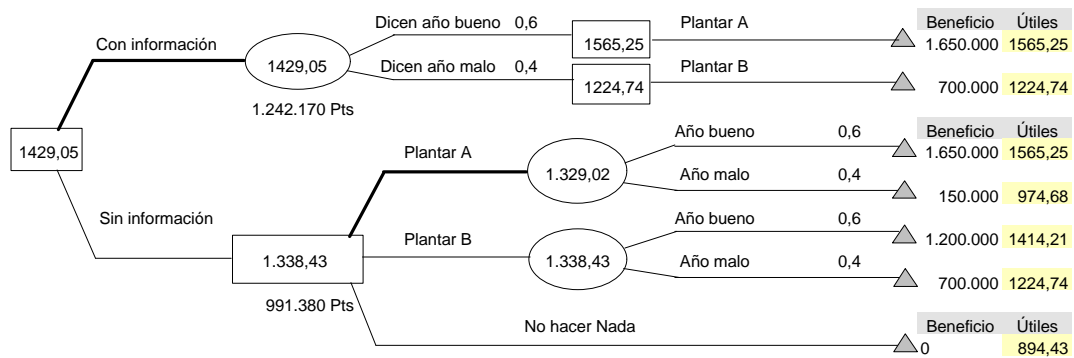 Beneficio Útiles
Dicen año bueno 0,6 Plantar A
Con información 1565,25 1.650.000 1565,25
1429,05 Dicen año malo 0,4 Plantar B
1224,74 700.000 1224,74
1.242.170 Pts
Beneficio Útiles
Año bueno 0,6
1429,05 Plantar A 1.650.000 1565,25
1.329,02 Año malo 0,4
150.000 974,68
Sin información Año bueno 0,6
Plantar B 1.200.000 1414,21
1.338,43 1.338,43 Año malo 0,4
700.000 1224,74
991.380 Pts
No hacer Nada Beneficio Útiles
0 894,43